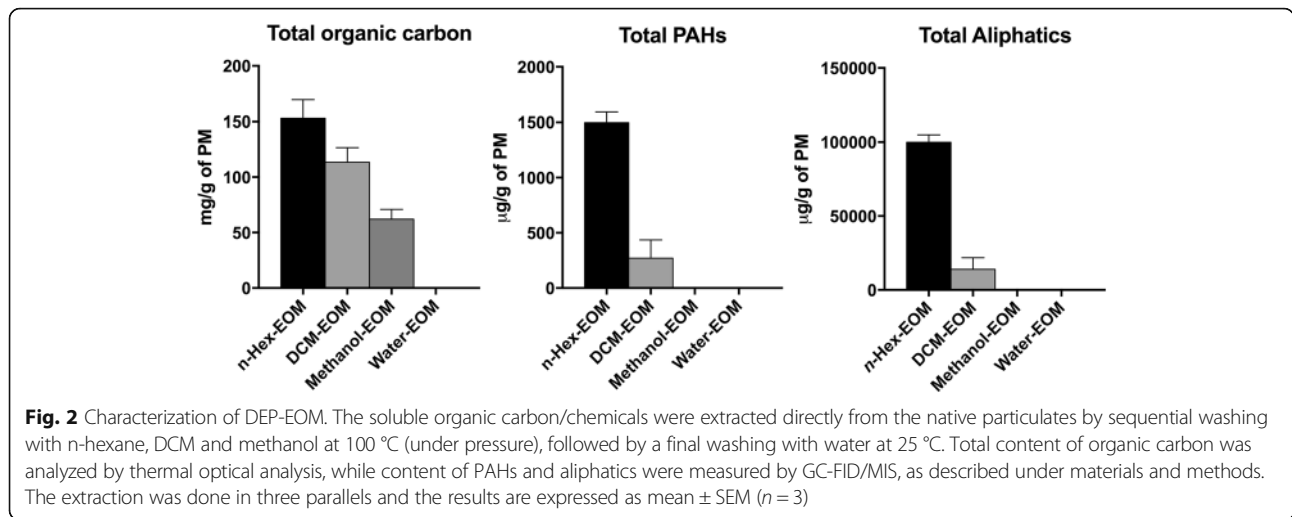 Total organic carbon
mg/g of PM
200
150
100
50
0
n-Hex-EOM
DCM-EOM
Methanol-EOM
Water-EOM
Total PAHs
µg/g of PM
2000
1500
1000
500
0
n-Hex-EOM
DCM-EOM
Methanol-EOM
Water-EOM
Total Aliphatics
µg/g of PM
150000
100000
50000
0
n-Hex-EOM
DCM-EOM
Methanol-EOM
Water-EOM
Fig. 2 Characterization of DEP-EOM. The soluble organic carbon/chemicals were extracted directly from the native particulates by sequential washing
with n-hexane, DCM and methanol at 100 °C (under pressure), followed by a final washing with water at 25 °C. Total content of organic carbon was
analyzed by thermal optical analysis, while content of PAHs and aliphatics were measured by GC-FID/MIS, as described under materials and methods.
The extraction was done in three parallels and the results are expressed as mean ± SEM (n = 3)